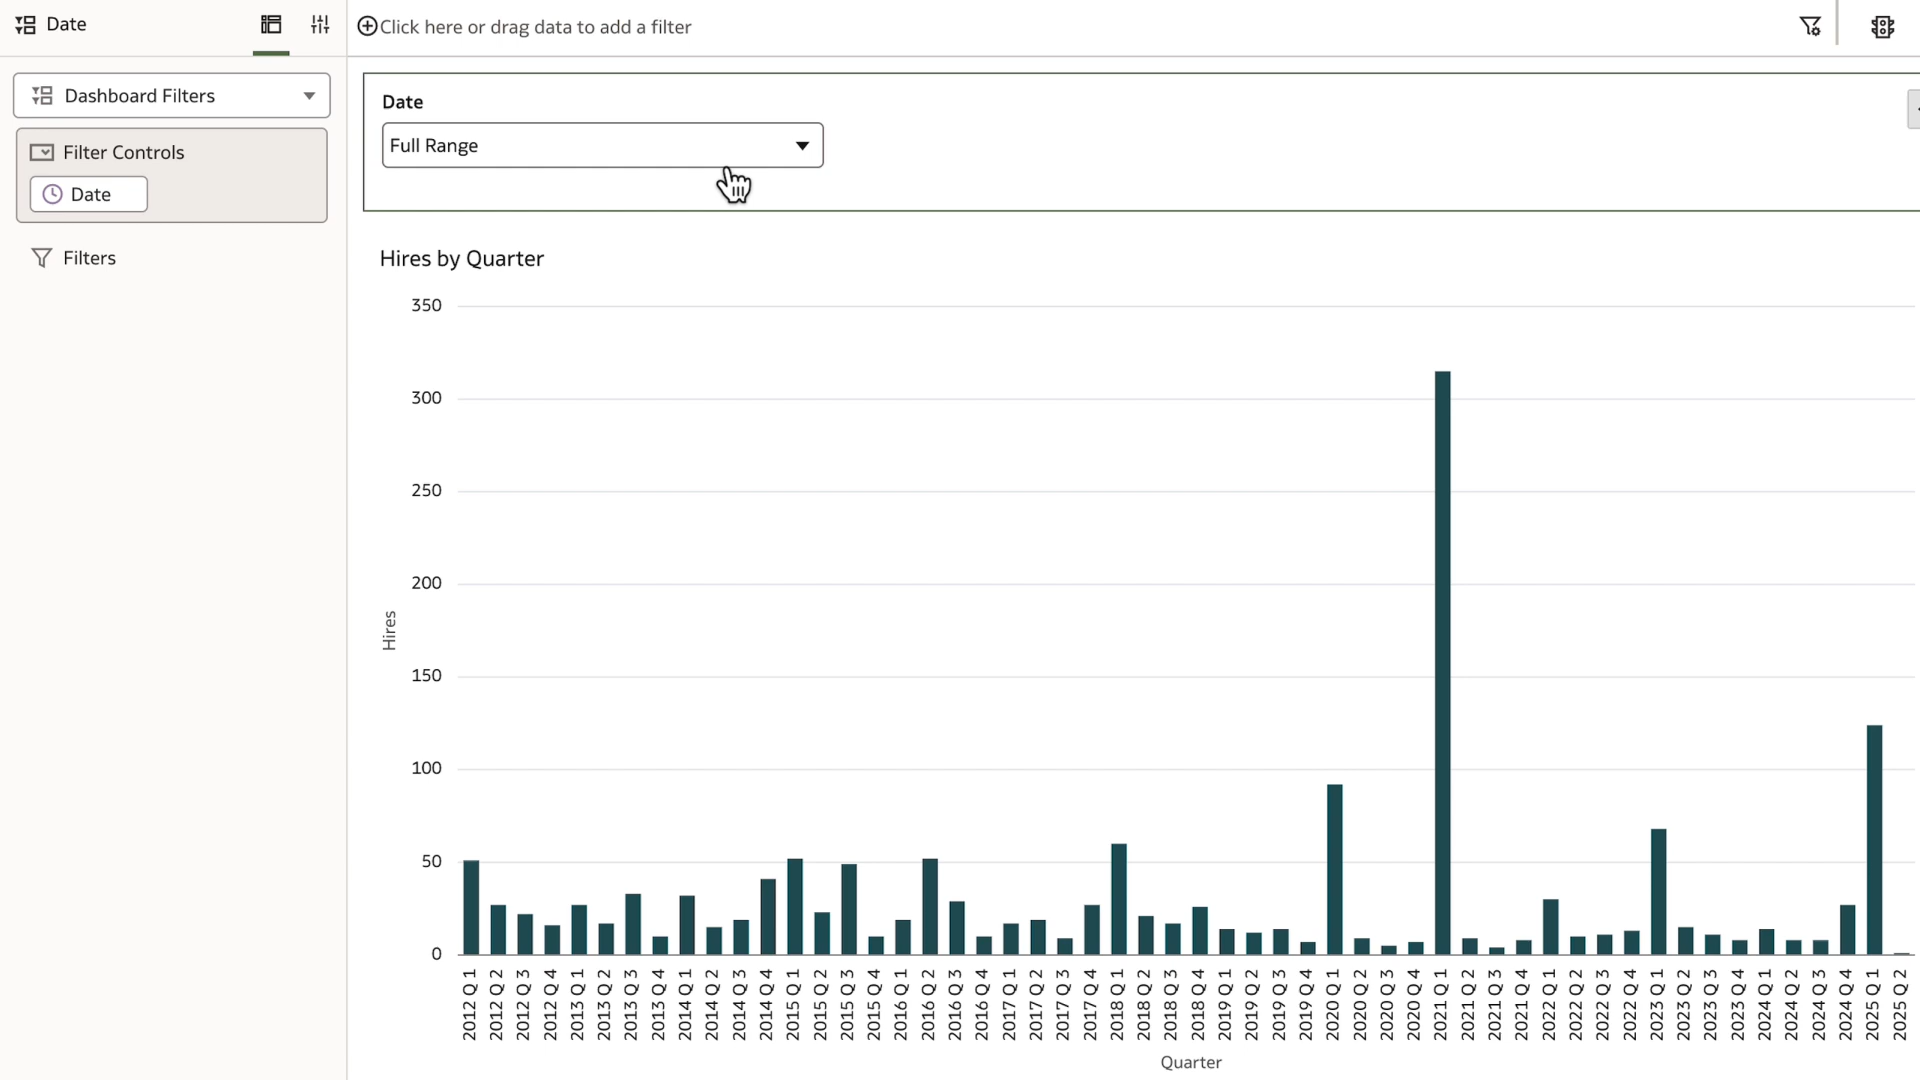 Date
Click here or drag data to add a filter
Dashboard Filters
Filter Controls
Date
Filters
Date
Full Range
Hires by Quarter
350
300
250
200
150
100
50
0
Hires
2012 Q 1
2012 Q 2
2012 Q 3
2012 Q 4
2013 Q 1
2013 Q 2
2013 Q 3
2013 Q 4
2014 Q 1
2014 Q 2
2014 Q 3
2014 Q 4
2015 Q 1
2015 Q 2
2015 Q 3
2015 Q 4
2016 Q 1
2016 Q 2
2016 Q 3
2016 Q 4
2017 Q 1
2017 Q 2
2017 Q 3
2017 Q 4
2018 Q 1
2018 Q 2
2018 Q 3
2018 Q 4
2019 Q 1
2019 Q 2
2019 Q 3
2019 Q 4
2020 Q 1
2020 Q 2
2020 Q 3
2020 Q 4
2021 Q 1
2021 Q 2
2021 Q 3
2021 Q 4
2022 Q 1
2022 Q 2
2022 Q 3
2022 Q 4
2023 Q 1
2023 Q 2
2023 Q 3
2023 Q 4
2024 Q 1
2024 Q 2
2024 Q 3
2024 Q 4
2025 Q 1
2025 Q 2
Quarter